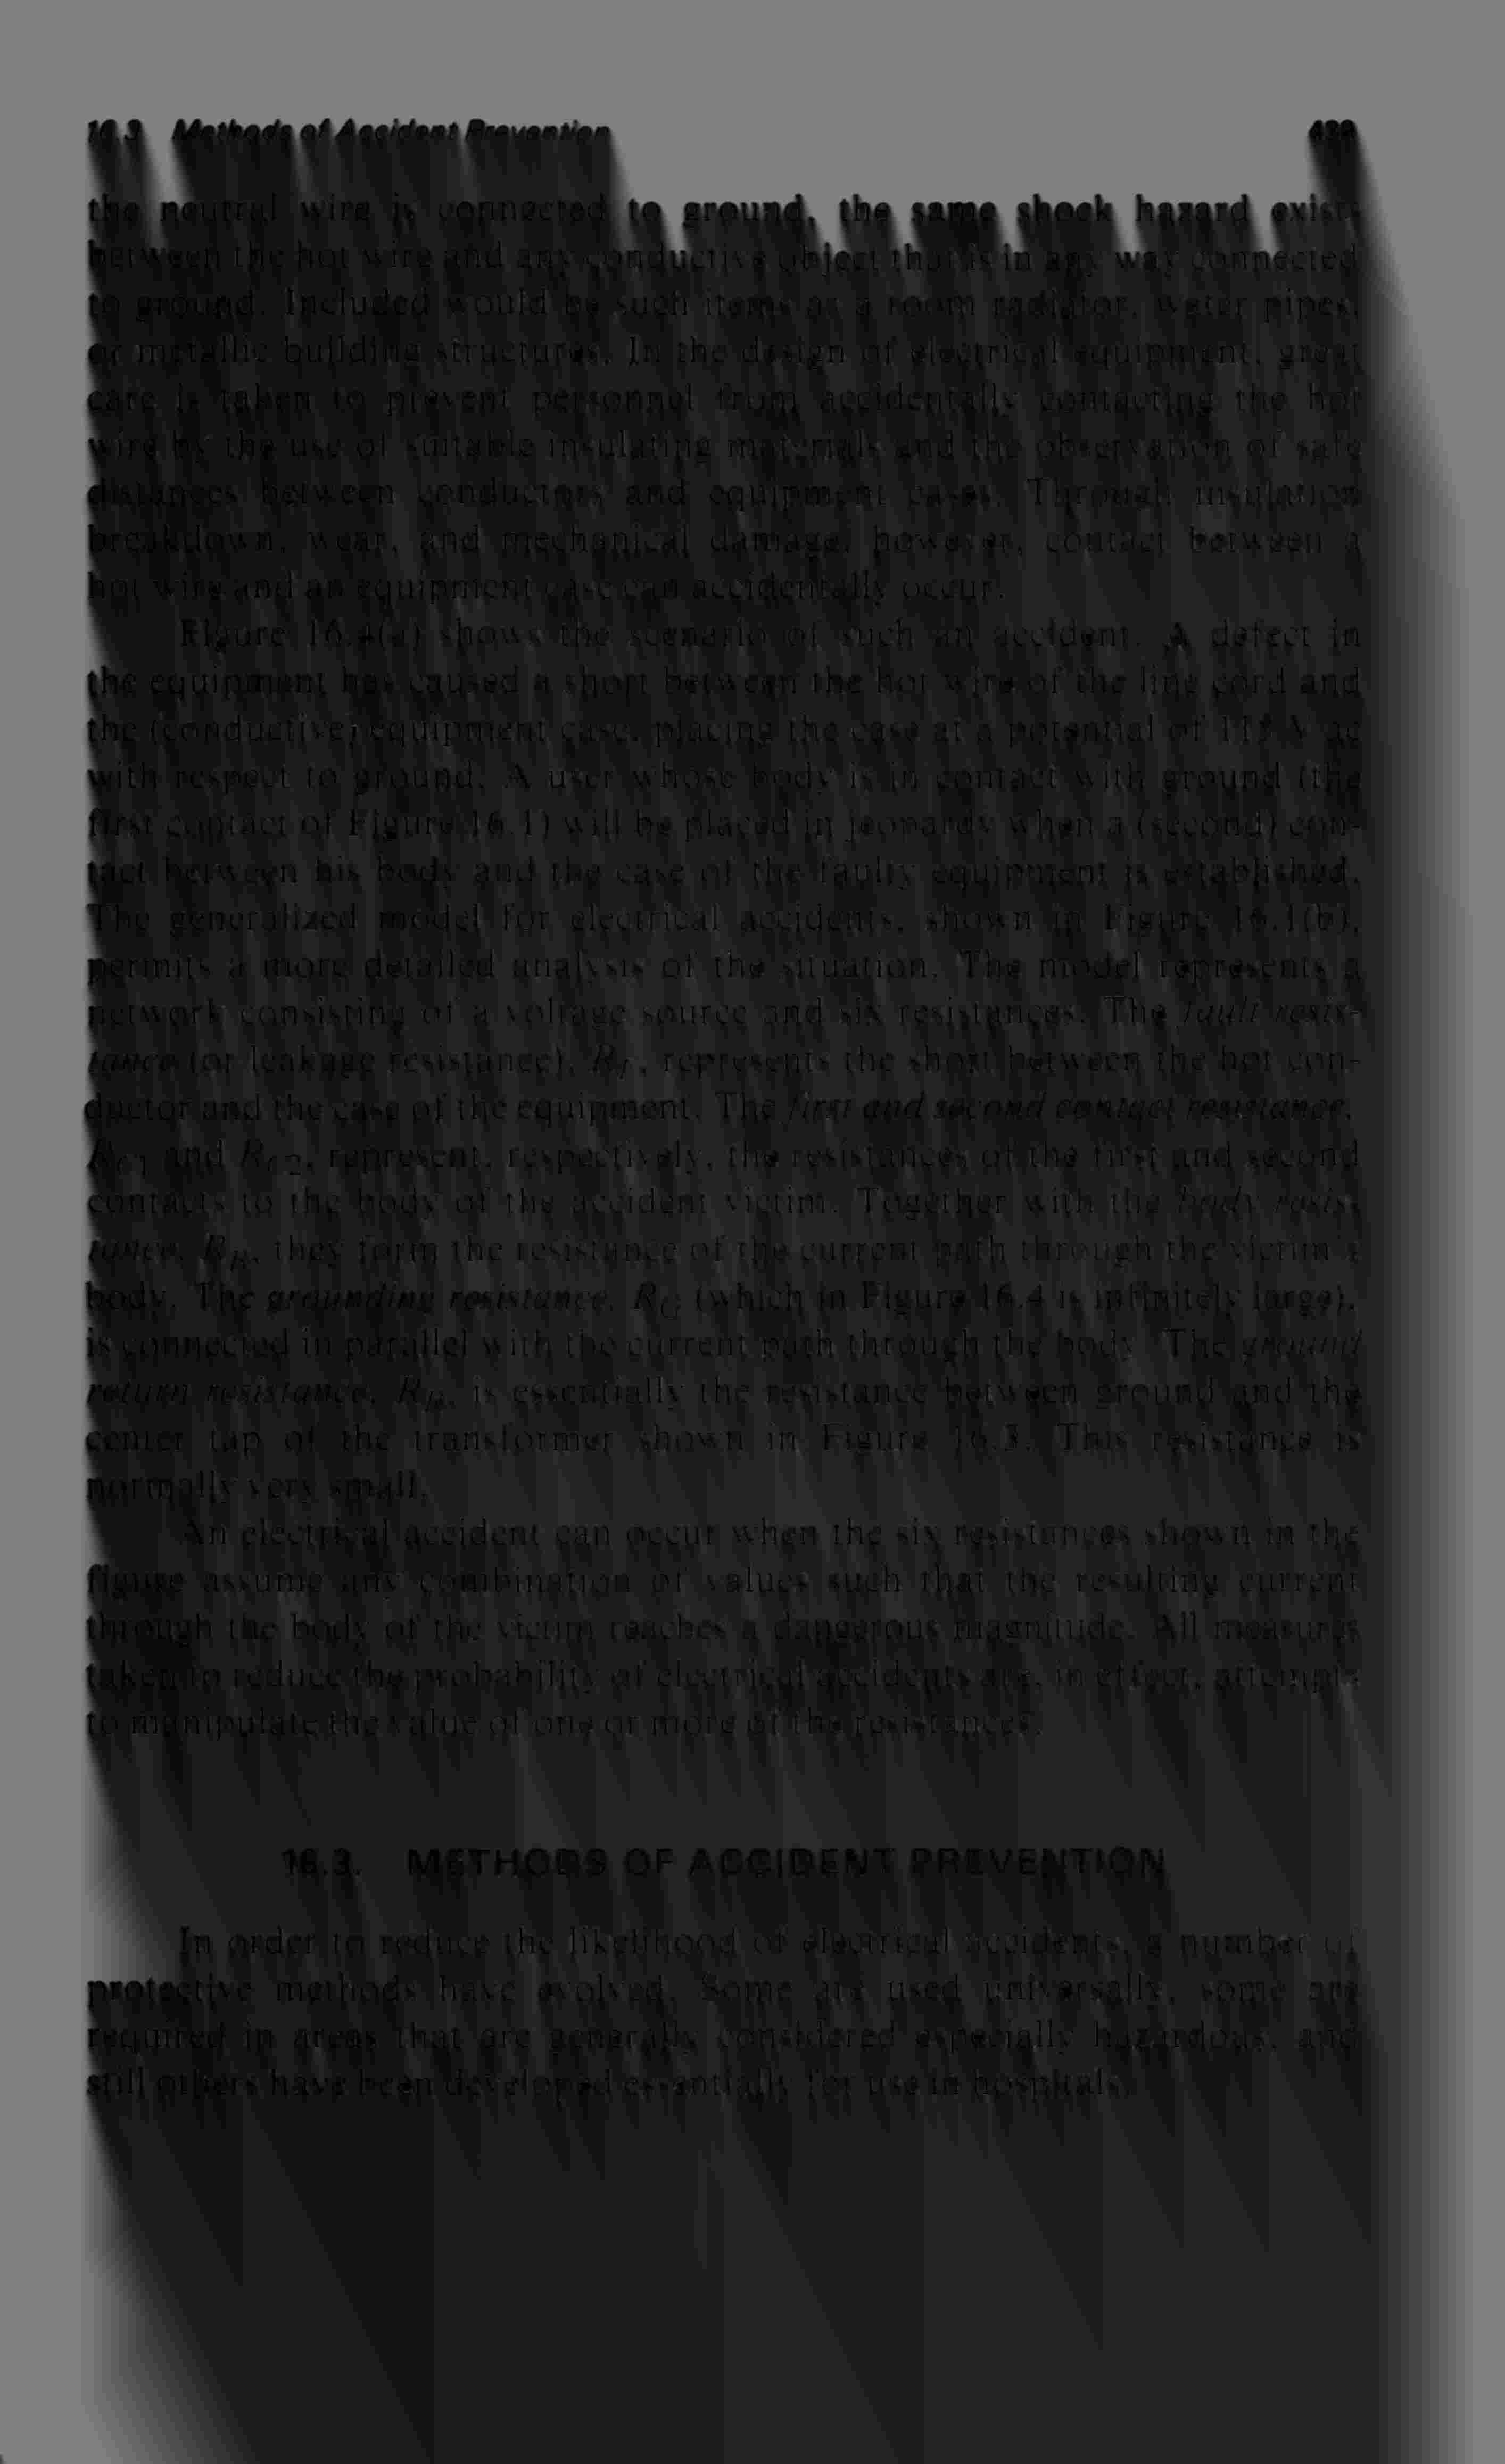 16.3 Methods of Accident Prevention 439
the neutral wire is connected to ground, the same shock hazard exists
between the hot wire and any conductive object that is in any way connected
to ground. Included would be such items as a room radiator, water pipes,
or metallic building structures. In the design of electrical equipment, great
care is taken to prevent personnel from accidentally contacting the hot
wire by the use of suitable insulating materials and the observation of safe
distances between conductors and equipment cases. Through insulation
breakdown, wear, and mechanical damage, however, contact between a
hot wire and an equipment case can accidentally occur.
Figure 16.4(a) shows the scenario of such an accident. A defect in
the equipment has caused a short between the hot wire of the line cord and
the (conductive) equipment case, placing the case at a potential of 115 V ac
with respect to ground. A user whose body is in contact with ground (the
first contact of Figure 16.1) will be placed in jeopardy when a (second) con-
tact between his body and the case of the faulty equipment is established.
The generalized model for electrical accidents, shown in Figure 16.1(b),
permits a more detailed analysis of the situation. The model represents a
network consisting of a voltage source and six resistances. The fault resis-
tance (or leakage resistance), RF, represents the short between the hot con-
ductor and the case of the equipment. The first and second contact resistance,
RC1 and RC2, represent, respectively, the resistances of the first and second
contacts to the body of the accident victim. Together with the body resis-
tance, RB, they form the resistance of the current path through the victim's
body. The grounding resistance, RG (which in Figure 16.4 is infinitely large),
is connected in parallel with the current path through the body. The ground
return resistance, RR, is essentially the resistance between ground and the
center tap of the transformer shown in Figure 16.3. This resistance is
normally very small.
An electrical accident can occur when the six resistances shown in the
figure assume any combination of values such that the resulting current
through the body of the victim reaches a dangerous magnitude. All measures
taken to reduce the probability of electrical accidents are, in effect, attempts
to manipulate the value of one or more of the resistances.
16.3. METHODS OF ACCIDENT PREVENTION
In order to reduce the likelihood of electrical accidents, a number of
protective methods have evolved. Some are used universally, some are
required in areas that are generally considered especially hazardous, and
still others have been developed essentially for use in hospitals.